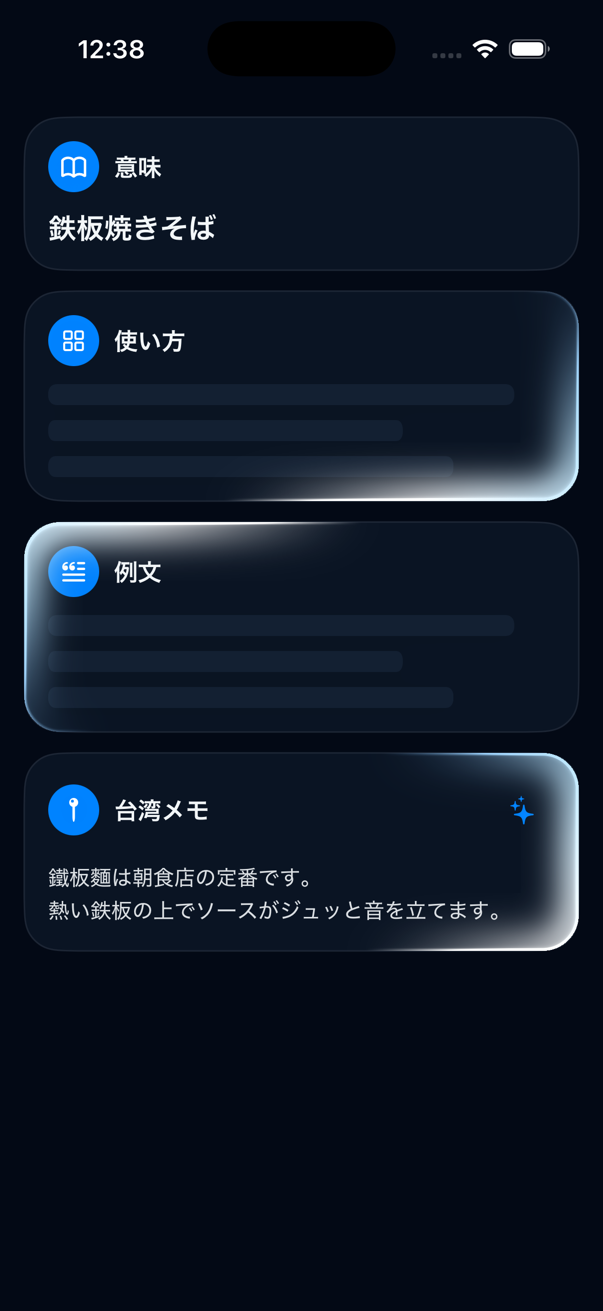 12:38
意味
鉄板焼きそば
使い方
例文
台湾メモ
鐵板麵は朝食店の定番です。
熱い鉄板の上でソースがジュッと音を立てます。